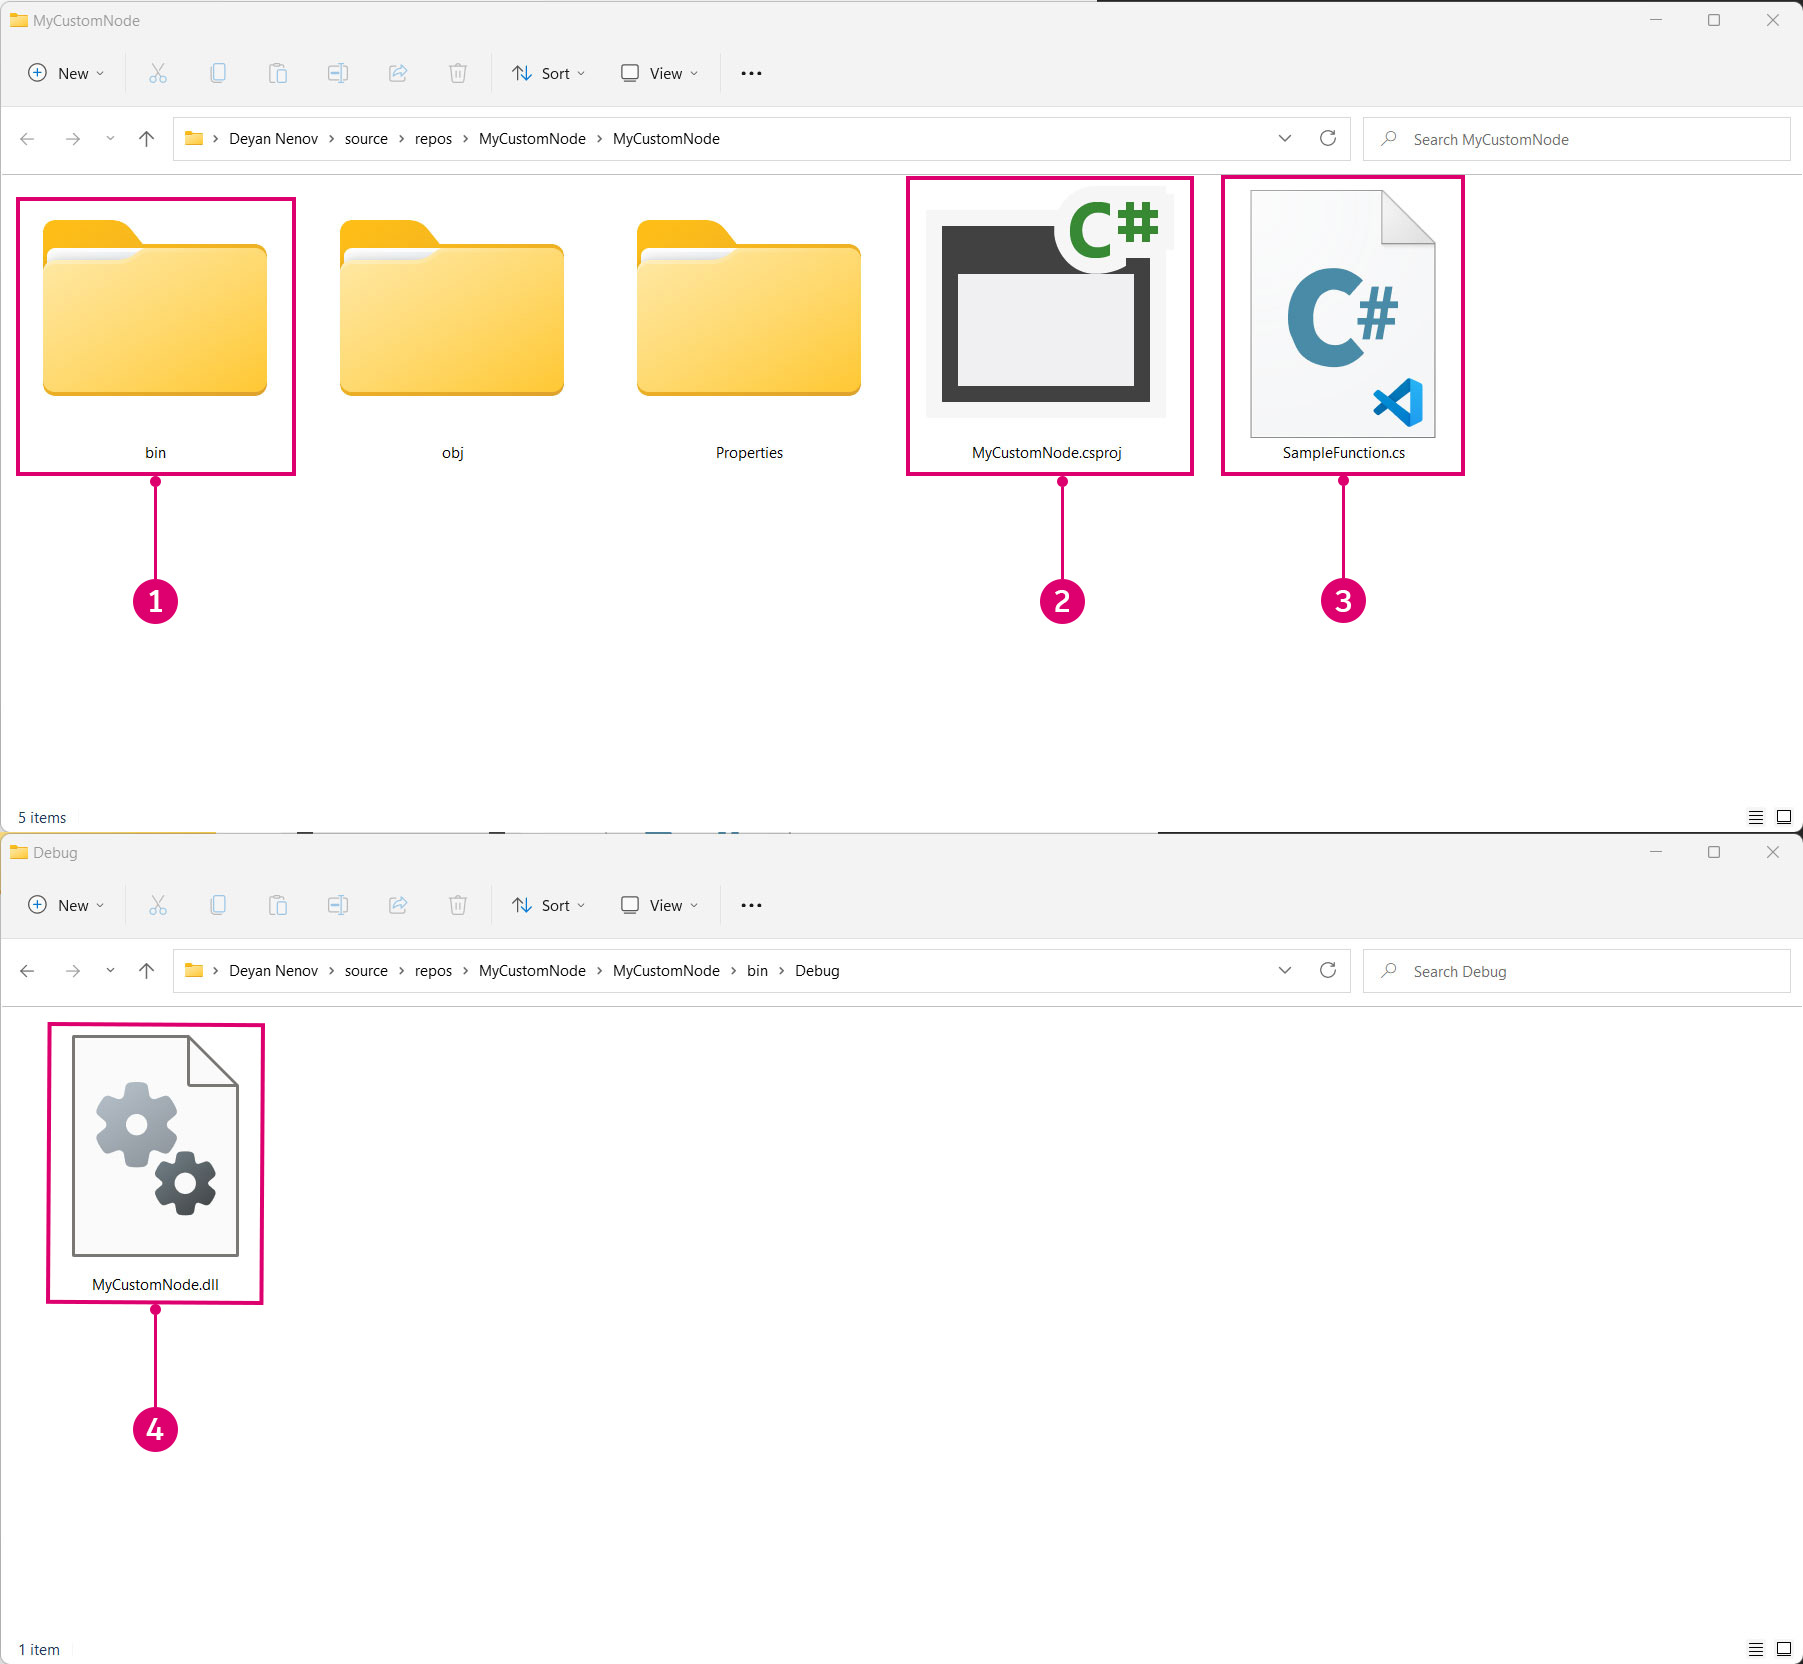 MyCustomNode
New Sort View
Deyan Nenov source repos MyCustomNode MyCustomNode Search MyCustomNode
C#
C#
bin obj Properties MyCustomNode.csproj SampleFunction.cs
1 2 3
5 items
Debug
New Sort View
Deyan Nenov source repos MyCustomNode MyCustomNode bin Debug Search Debug
MyCustomNode.dll
4
1 item